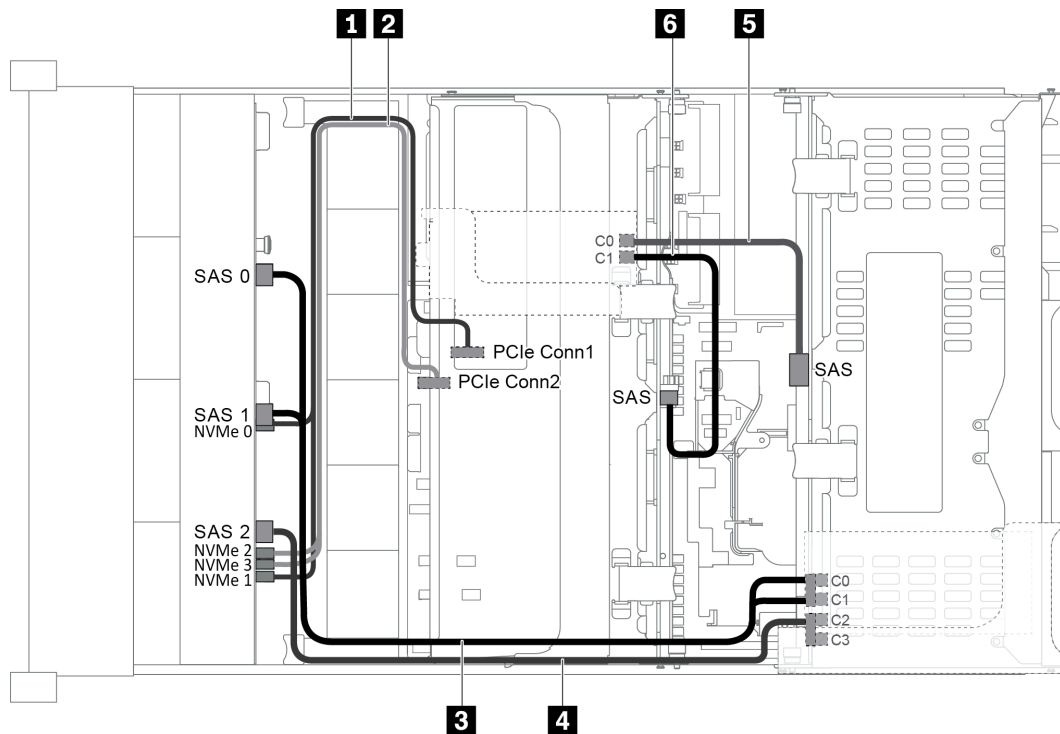 1
2
6
5
C0
C1
SAS 0
PCIe Conn1
PCIe Conn2
SAS
SAS
SAS 1
NVMe 0
SAS 2
NVMe 2
NVMe 3
NVMe 1
C0
C1
C2
C3
3
4